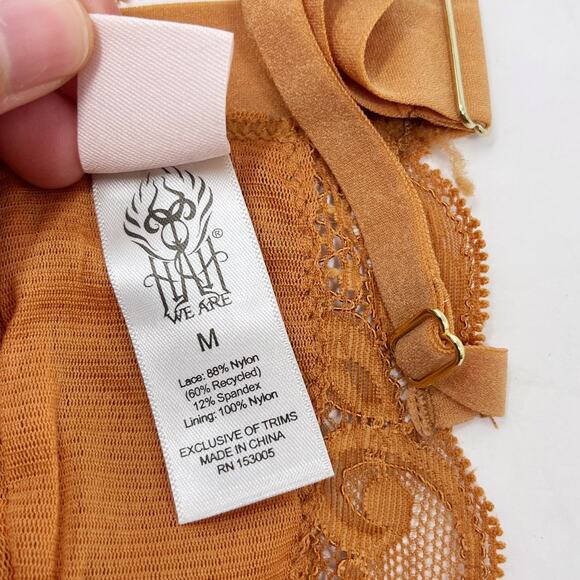 HAH
®
WE ARE
M
Lace: 88% Nylon
(60% Recycled)
12% Spandex
Lining: 100% Nylon
EXCLUSIVE OF TRIMS
MADE IN CHINA
RN 153005